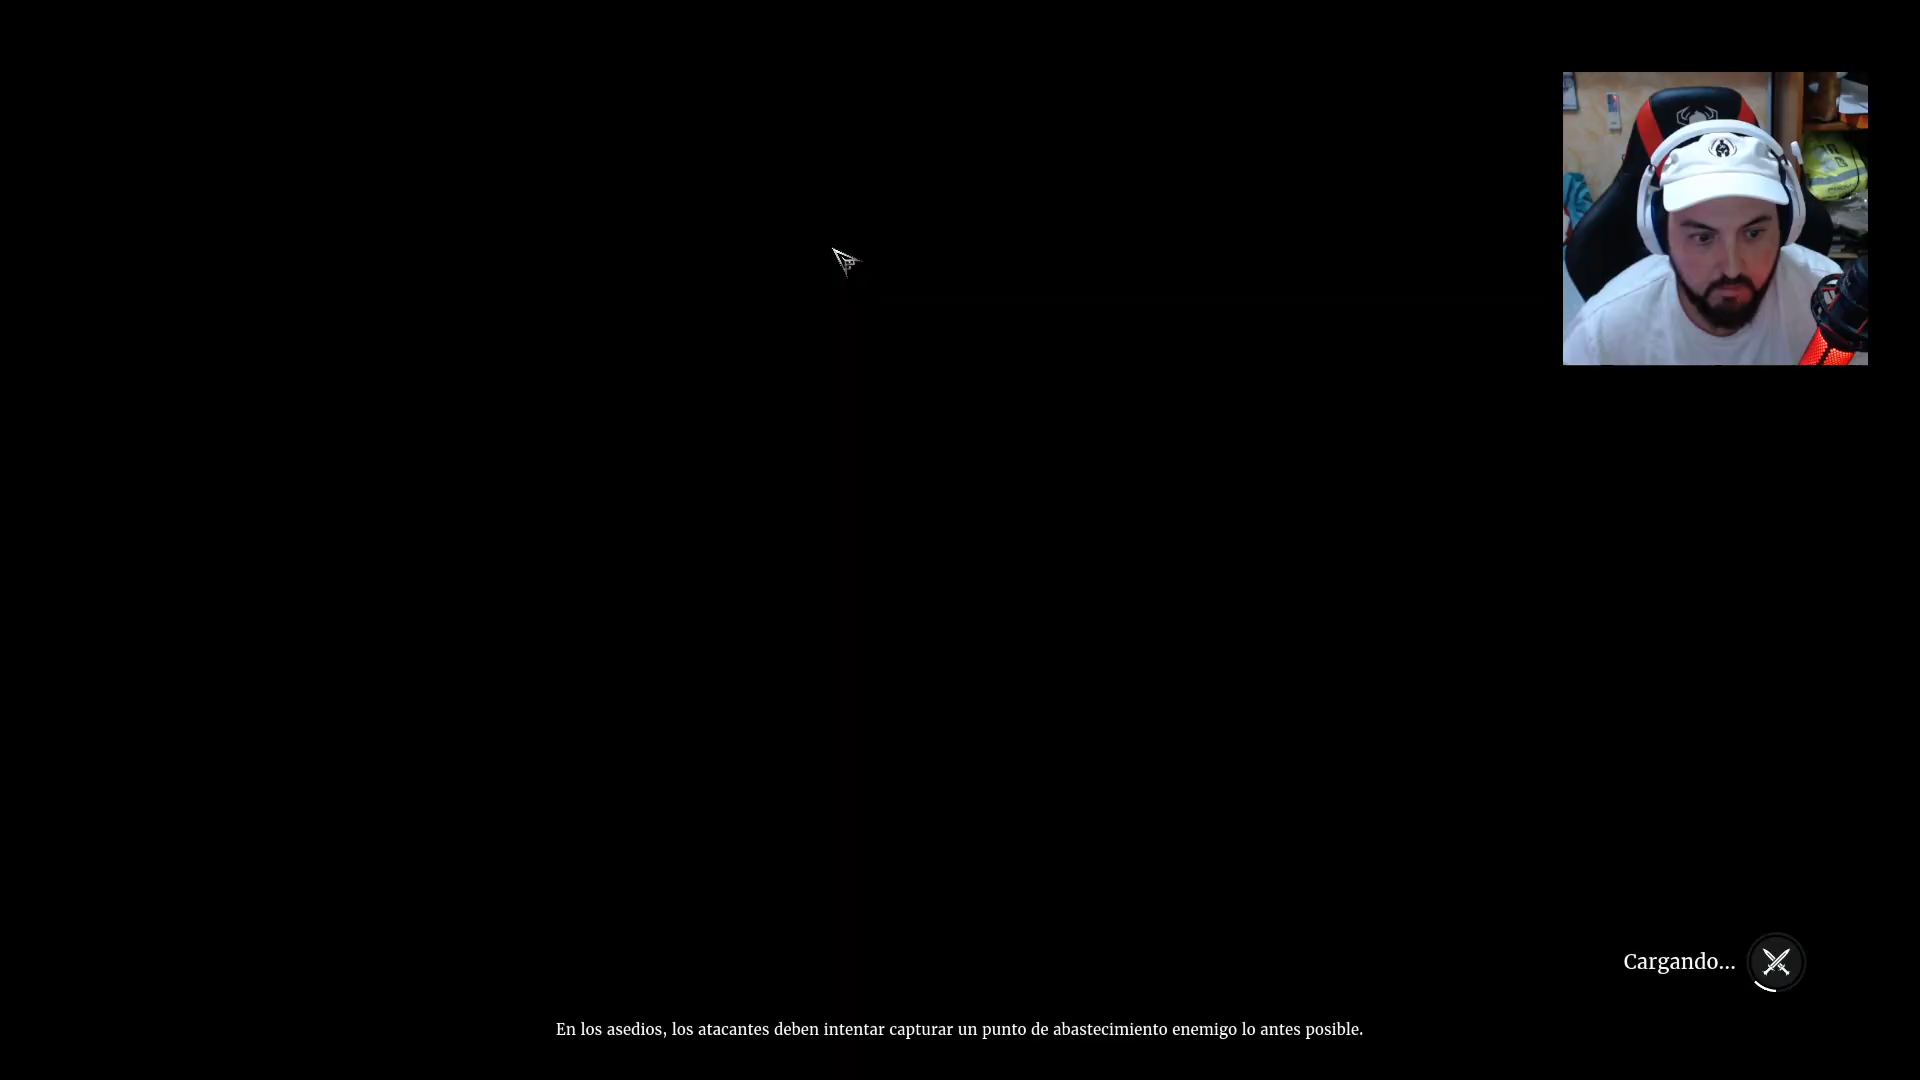 Cargando...
En los asedios, los atacantes deben intentar capturar un punto de abastecimiento enemigo lo antes posible.